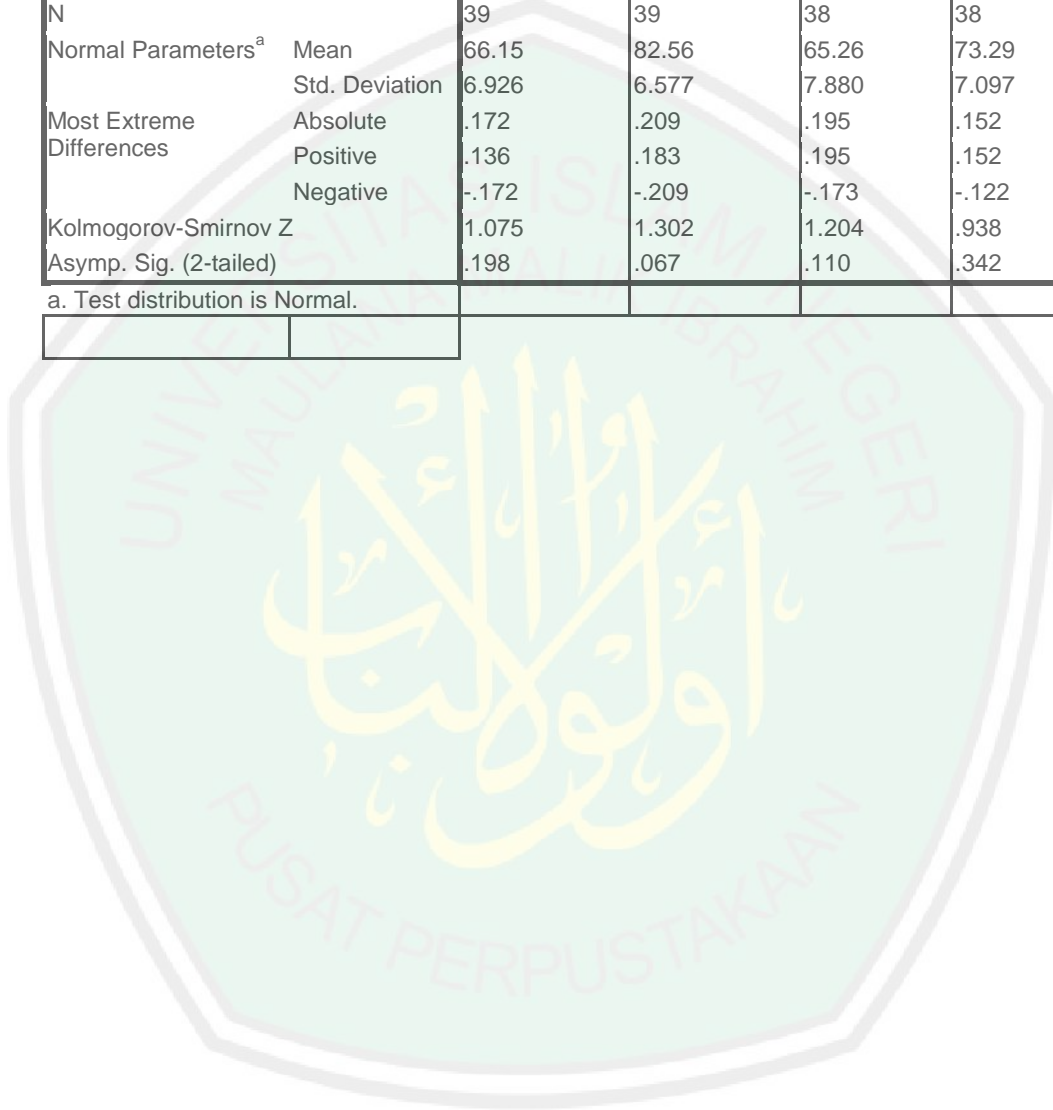 N 39 39 38 38
Normal Parametersa Mean 66.15 82.56 65.26 73.29
Std. Deviation 6.926 6.577 7.880 7.097
Most Extreme Differences Absolute .172 .209 .195 .152
Positive .136 .183 .195 .152
Negative -.172 -.209 -.173 -.122
Kolmogorov-Smirnov Z 1.075 1.302 1.204 .938
Asymp. Sig. (2-tailed) .198 .067 .110 .342
a. Test distribution is Normal.
UNIVERSITAS ISLAM NEGERI
MAULANA MALIK IBRAHIM
أولوا الألباب
PUSAT PERPUSTAKAAN